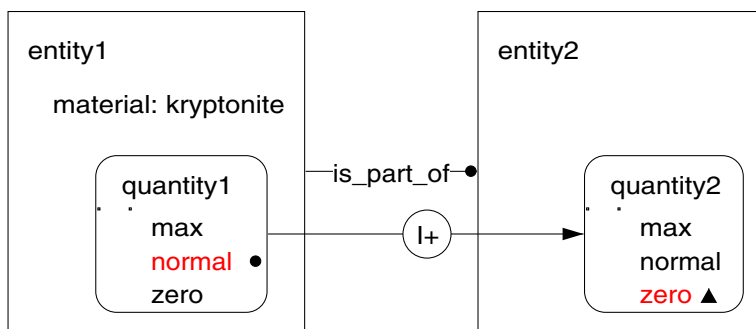 entity1
material: kryptonite
quantity1
max
normal
zero
is_part_of
I+
entity2
quantity2
max
normal
zero